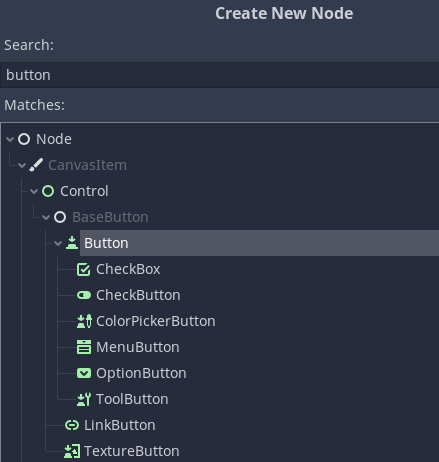 Create New Node
Search:
button
Matches:
Node
CanvasItem
Control
BaseButton
Button
CheckBox
CheckButton
ColorPickerButton
MenuButton
OptionButton
ToolButton
LinkButton
TextureButton